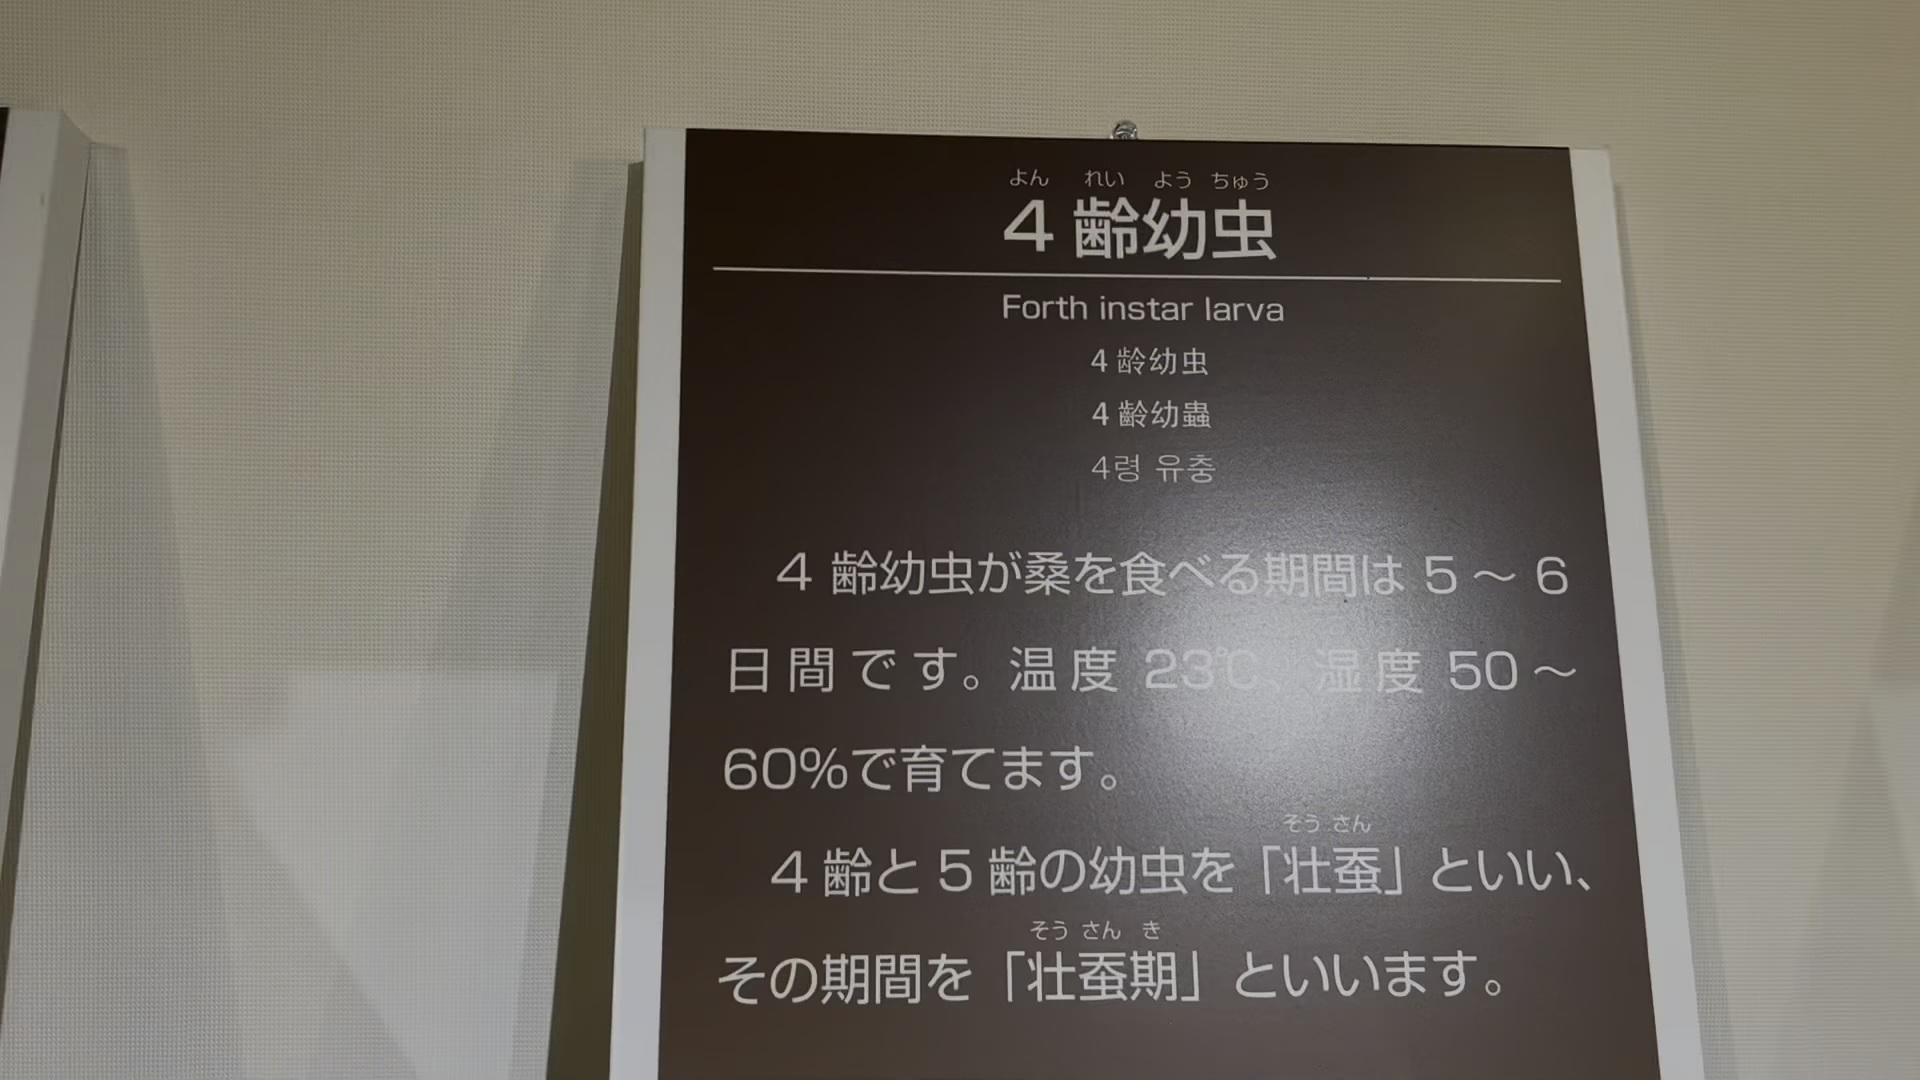 よん れい よう ちゅう
4齢幼虫
Forth instar larva
4龄幼虫
4齡幼蟲
4령 유충
4齢幼虫が桑を食べる期間は5～6
日間です。温度 23℃、湿度 50～
60%で育てます。
そう さん
4齢と5齢の幼虫を「壮蚕」といい、
そう さん き
その期間を「壮蚕期」といいます。